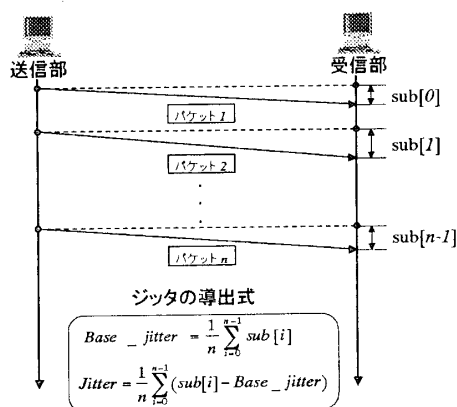 送信部
受信部
sub[0]
パケット1
sub[1]
パケット2
sub[n-1]
パケットn
ジッタの導出式
Base _ jitter = 1/n ∑_{i=0}^{n-1} sub [i]
Jitter = 1/n ∑_{i=0}^{n-1} (sub[i] - Base _ jitter)